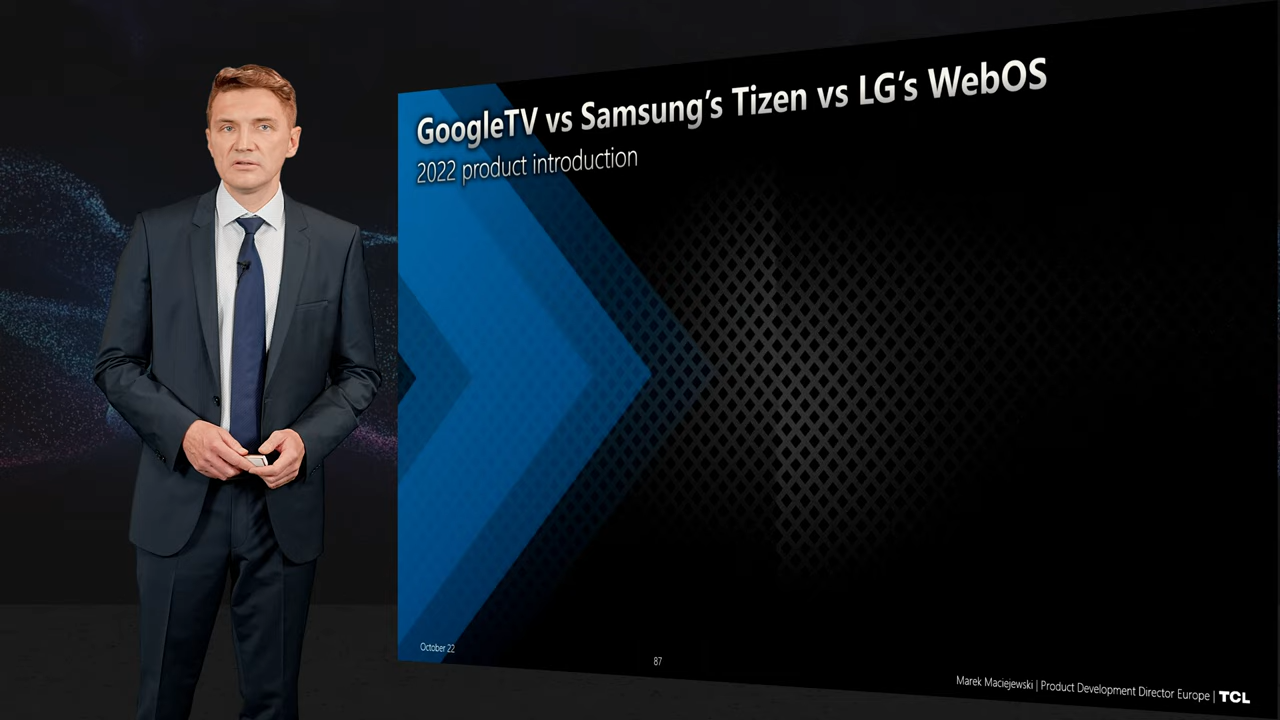 GoogleTV vs Samsung's Tizen vs LG's WebOS
2022 product introduction
October 22
87
Marek Maciejewski | Product Development Director Europe | TCL